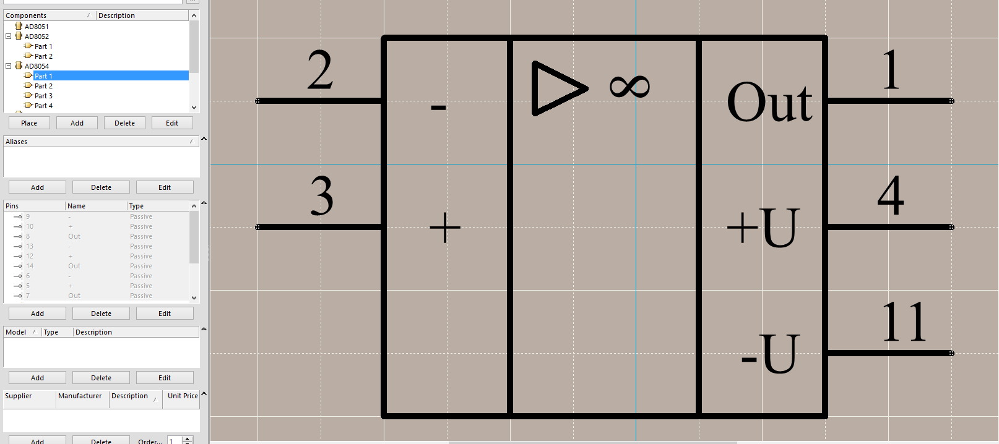 ...
Components Description
AD8051
AD8052
Part 1
Part 2
AD8054
Part 1
Part 2
Part 3
Part 4
Place Add Delete Edit
Aliases
Add Delete Edit
Pins Name Type
9 - Passive
10 + Passive
8 Out Passive
13 - Passive
12 + Passive
14 Out Passive
6 - Passive
5 + Passive
7 Out Passive
Add Delete Edit
Model Type Description
Add Delete Edit
Supplier Manufacturer Description Unit Price
Add Delete Order... 1
2 1
- ∞ Out
3 4
+ +U
11
-U